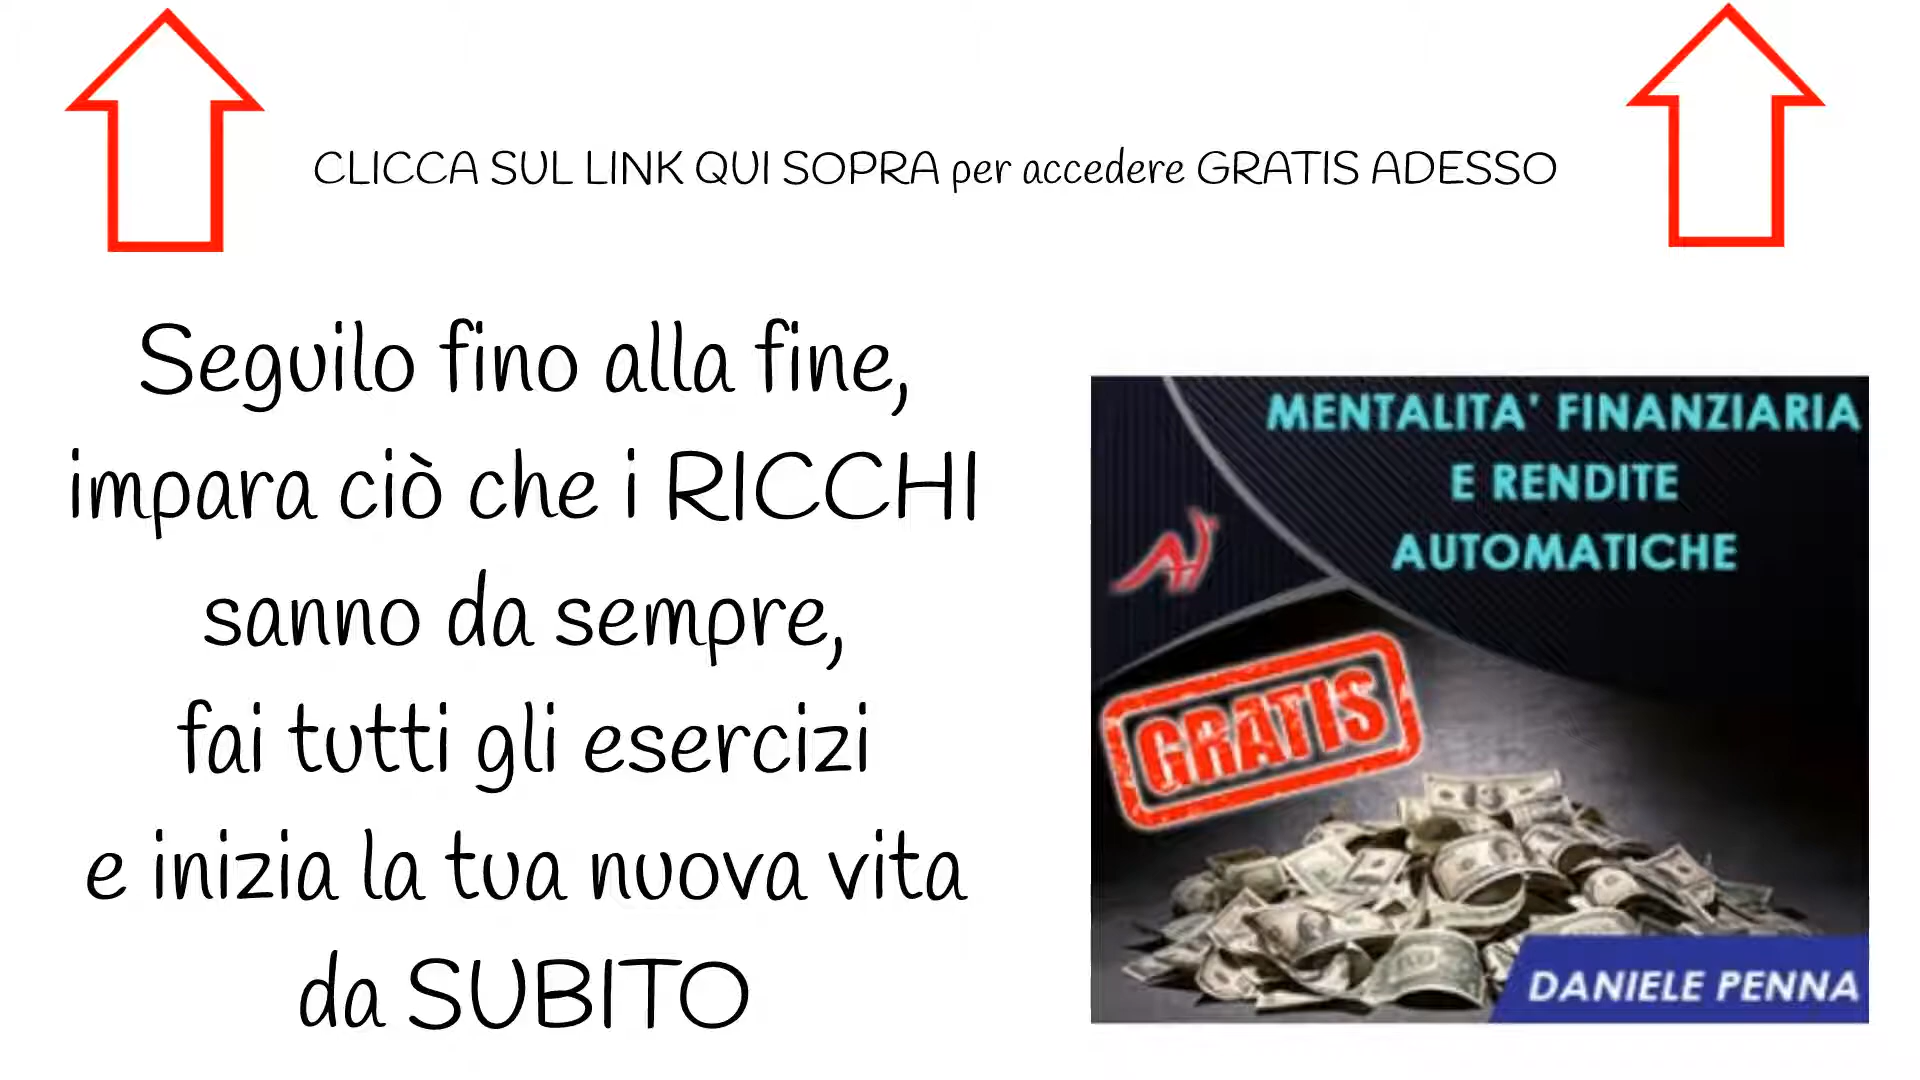 CLICCA SUL LINK QUI SOPRA per accedere GRATIS ADESSO
Seguilo fino alla fine,
impara ciò che i RICCHI
sanno da sempre,
fai tutti gli esercizi
e inizia la tua nuova vita
da SUBITO
MENTALITA' FINANZIARIA
E RENDITE
AUTOMATICHE
GRATIS
DANIELE PENNA